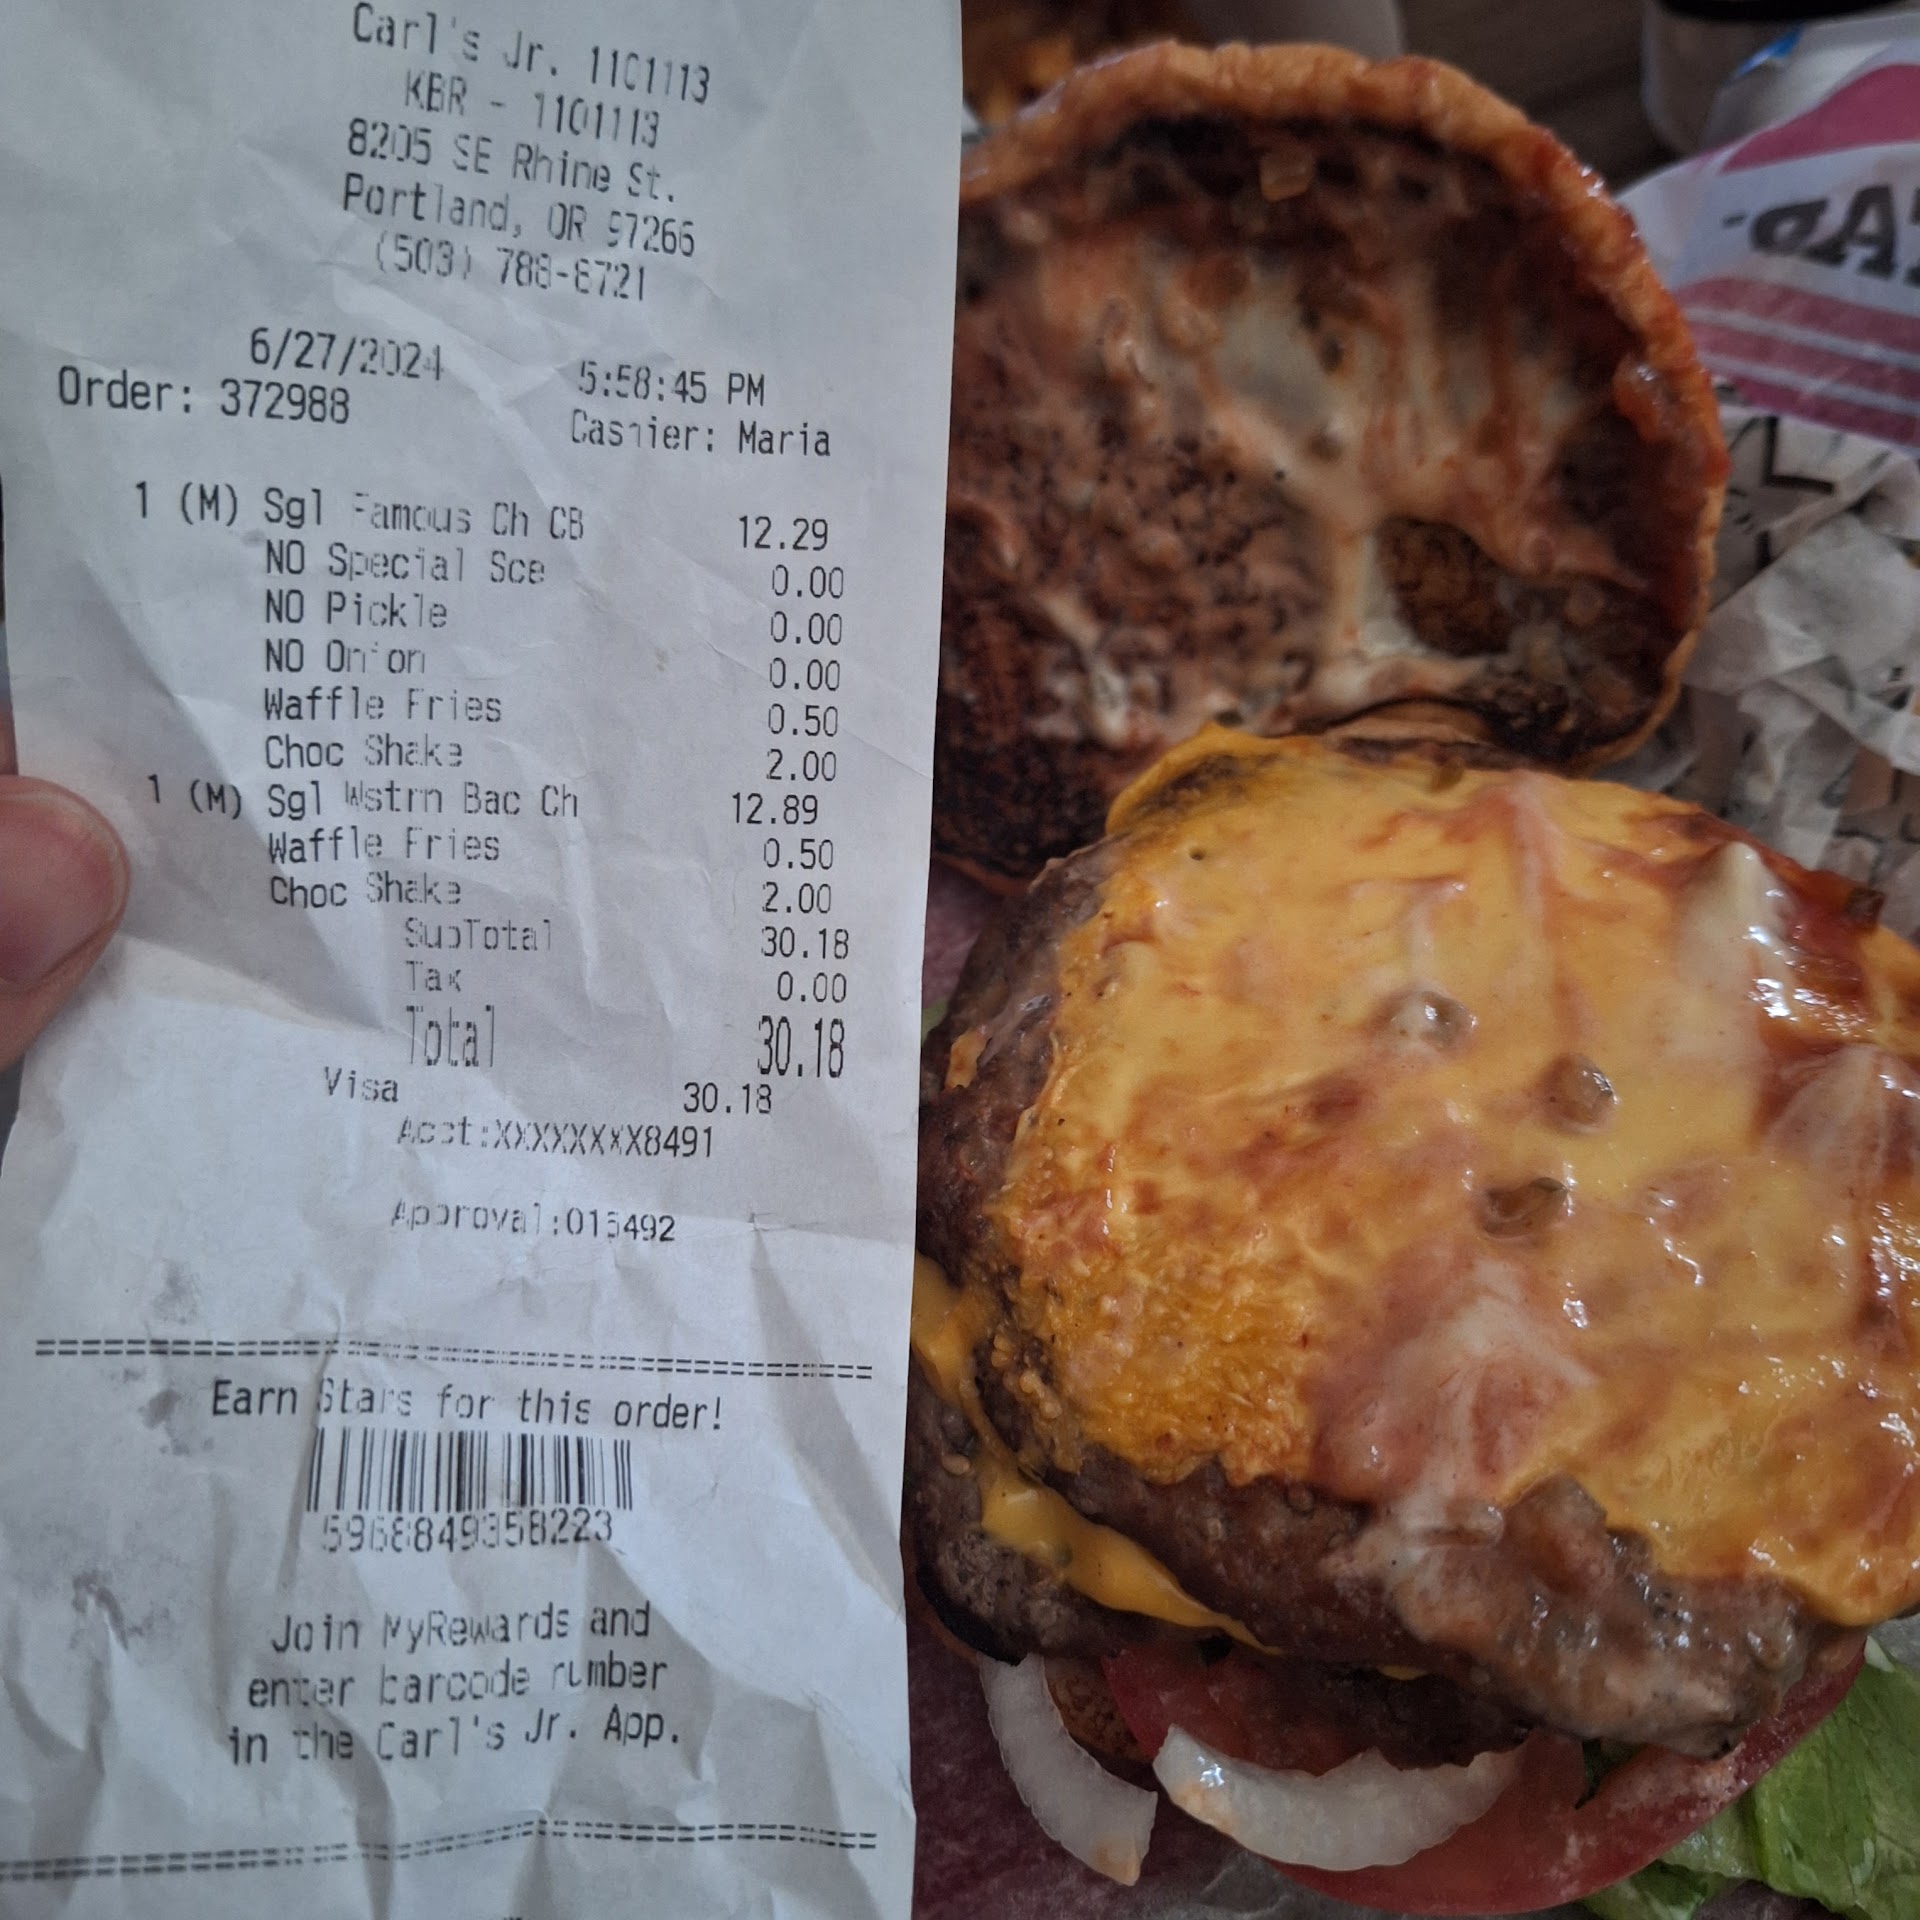 Carl's Jr. 1101113
KBR - 1101113
8205 SE Rhine St.
Portland, OR 97266
(503) 788-8721
6/27/2024 5:58:45 PM
Order: 372988 Cashier: Maria
1 (M) Sgl Famous Ch CB 12.29
NO Special Sce 0.00
NO Pickle 0.00
NO Onion 0.00
Waffle Fries 0.50
Choc Shake 2.00
1 (M) Sgl Wstrn Bac Ch 12.89
Waffle Fries 0.50
Choc Shake 2.00
SubTotal 30.18
Tax 0.00
Total 30.18
Visa 30.18
Acct:XXXXXXXX8491
Approval:015492
Earn Stars for this order!
Join MyRewards and
enter barcode number
in the Carl's Jr. App.